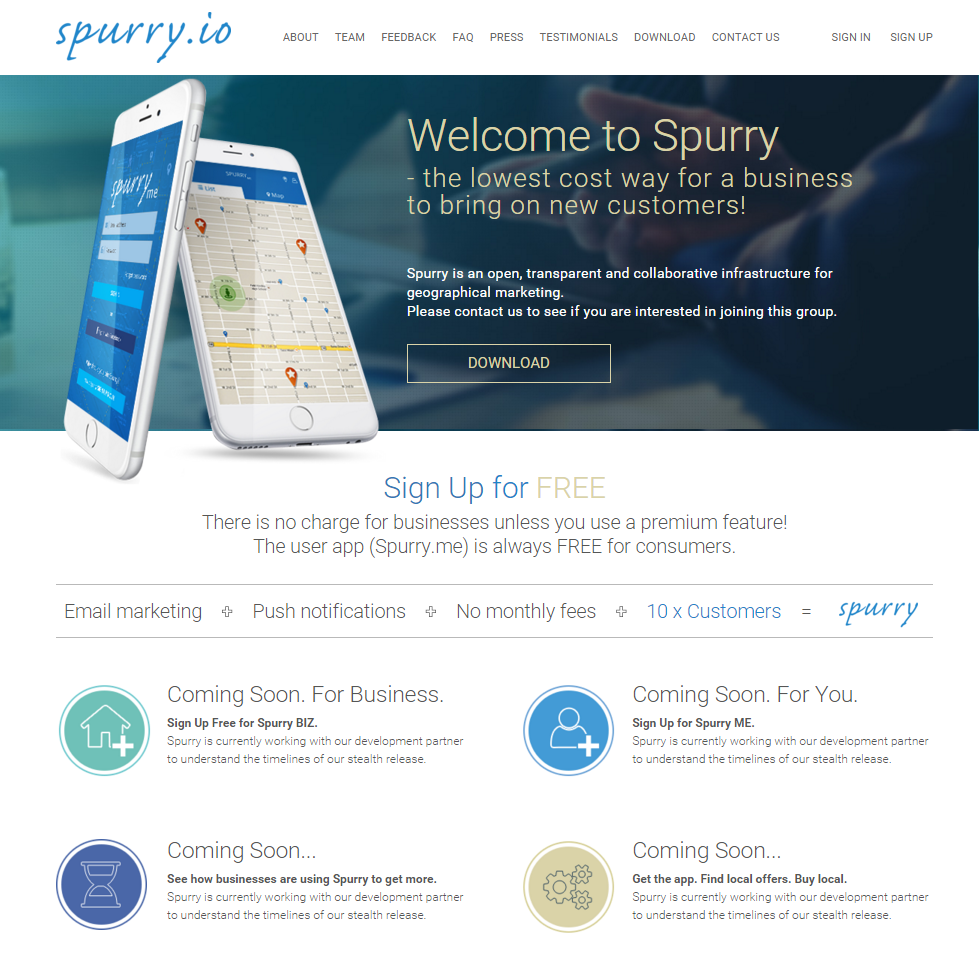 spurry.io
ABOUT TEAM FEEDBACK FAQ PRESS TESTIMONIALS DOWNLOAD CONTACT US SIGN IN SIGN UP
spurry me
SPURRY
List
Map
Welcome to Spurry
- the lowest cost way for a business
to bring on new customers!
Spurry is an open, transparent and collaborative infrastructure for
geographical marketing.
Please contact us to see if you are interested in joining this group.
DOWNLOAD
Sign Up for FREE
There is no charge for businesses unless you use a premium feature!
The user app (Spurry.me) is always FREE for consumers.
Email marketing + Push notifications + No monthly fees + 10 x Customers = spurry
Coming Soon. For Business.
Sign Up Free for Spurry BIZ.
Spurry is currently working with our development partner
to understand the timelines of our stealth release.
Coming Soon. For You.
Sign Up for Spurry ME.
Spurry is currently working with our development partner
to understand the timelines of our stealth release.
Coming Soon...
See how businesses are using Spurry to get more.
Spurry is currently working with our development partner
to understand the timelines of our stealth release.
Coming Soon...
Get the app. Find local offers. Buy local.
Spurry is currently working with our development partner
to understand the timelines of our stealth release.